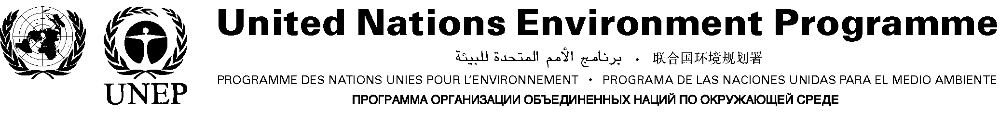 United Nations Environment Programme
برنامج الأمم المتحدة للبيئة • 联合国环境规划署
PROGRAMME DES NATIONS UNIES POUR L’ENVIRONNEMENT • PROGRAMA DE LAS NACIONES UNIDAS PARA EL MEDIO AMBIENTE
UNEP
ПРОГРАММА ОРГАНИЗАЦИИ ОБЪЕДИНЕННЫХ НАЦИЙ ПО ОКРУЖАЮЩЕЙ СРЕДЕ